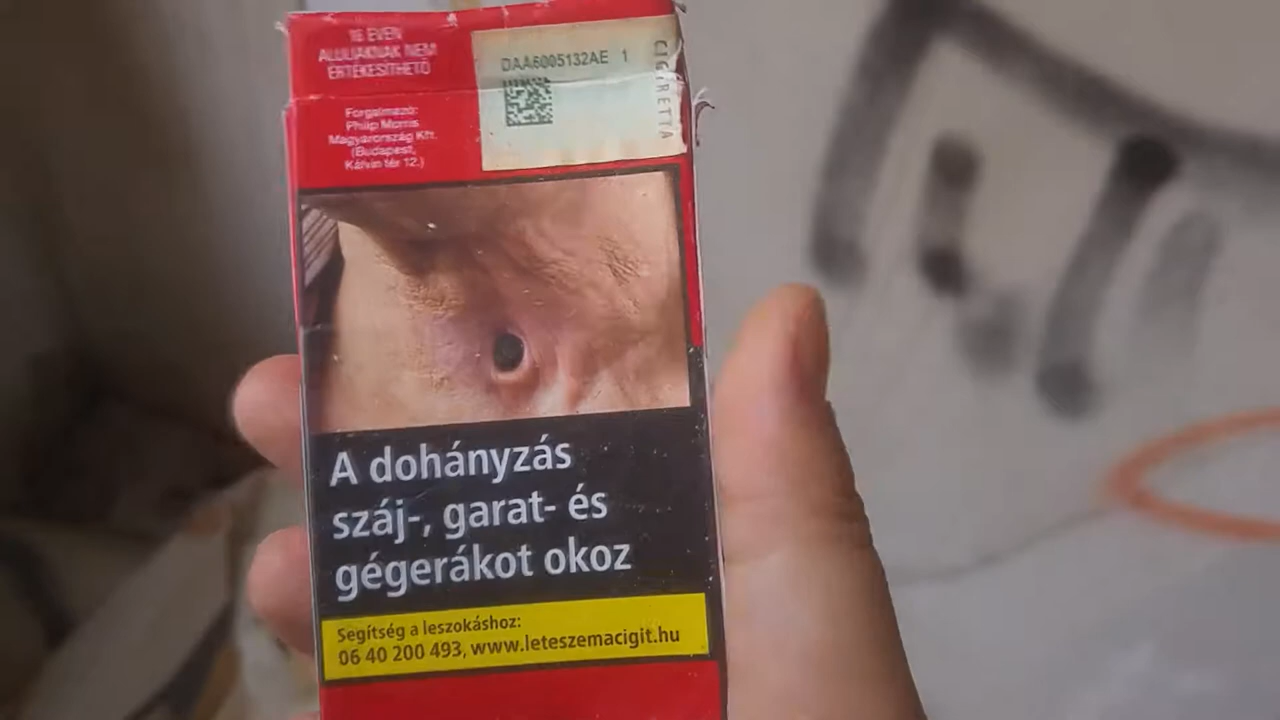 18 ÉVEN
ALULIAKNAK NEM
ÉRTÉKESÍTHETŐ
DAA6005132AE 1
CIGARETTA
Forgalmazó:
Philip Morris
Magyarország Kft.
(Budapest,
Kálvin tér 12.)
A dohányzás
száj-, garat- és
gégerákot okoz
Segítség a leszokáshoz:
06 40 200 493, www.leteszemacigit.hu